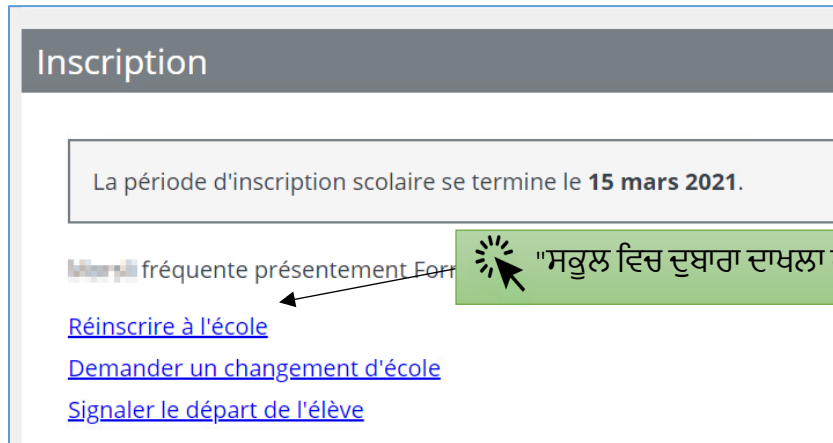 Inscription
La période d'inscription scolaire se termine le 15 mars 2021.
fréquente présentement
"ਸਕੂਲ ਵਿਚ ਦੁਬਾਰਾ ਦਾਖਲਾ
Réinscrire à l'école
Demander un changement d'école
Signaler le départ de l'élève